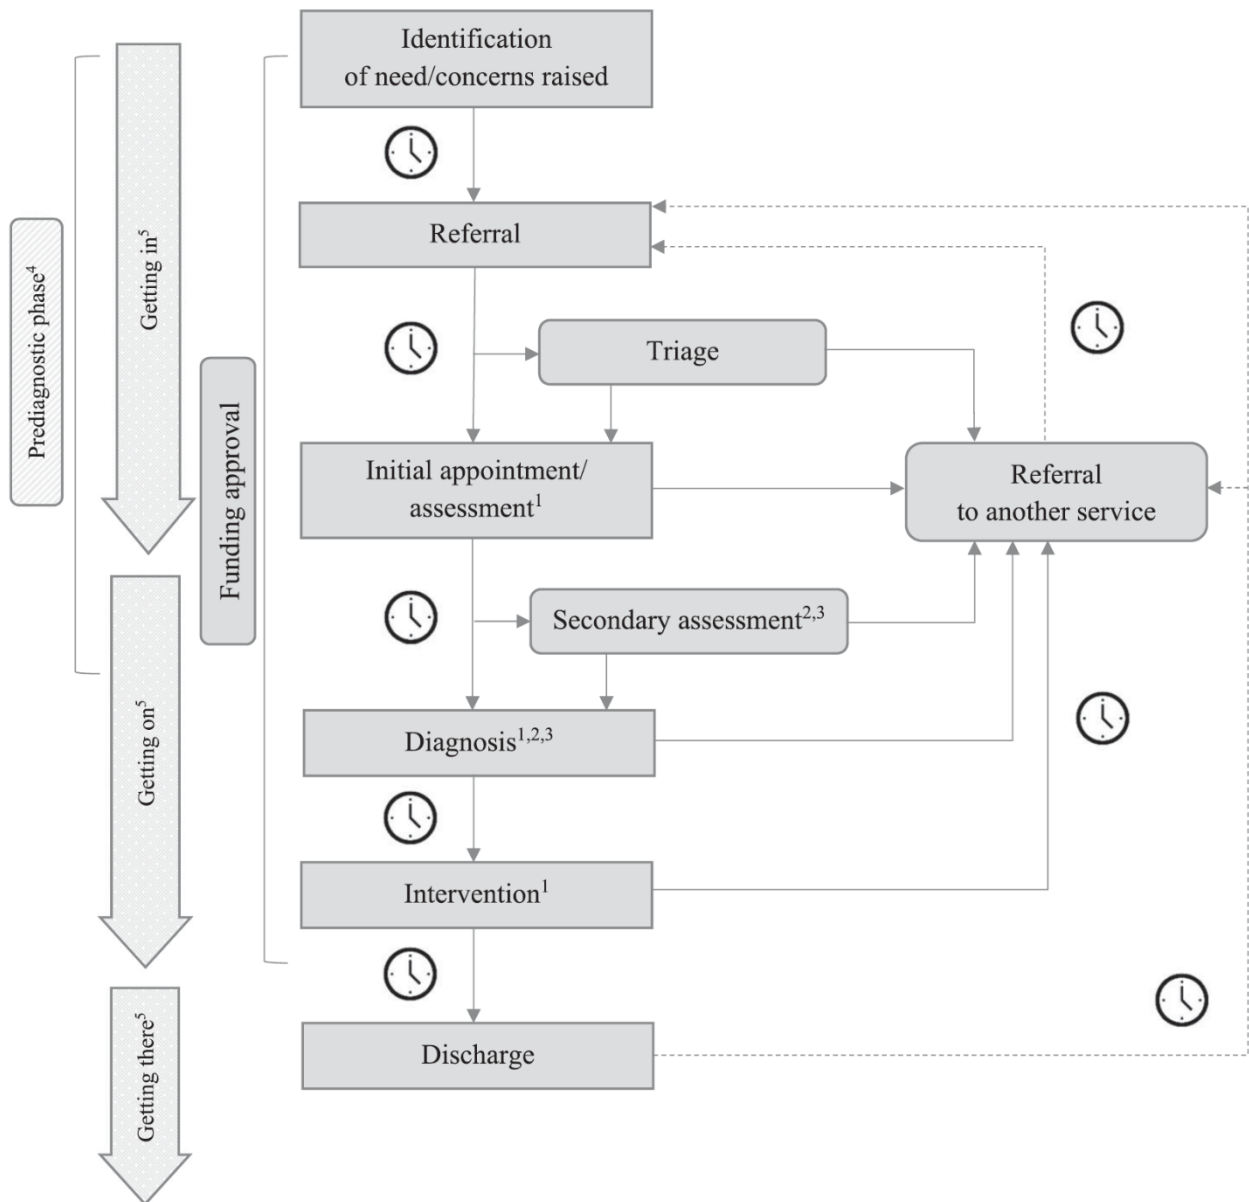 Identification
of need/concerns raised
Referral
Triage
Initial appointment/
assessment¹
Referral
to another service
Secondary assessment²,³
Diagnosis¹,²,³
Intervention¹
Discharge
Prediagnostic phase⁴
Getting in⁵
Funding approval
Getting on⁵
Getting there⁵